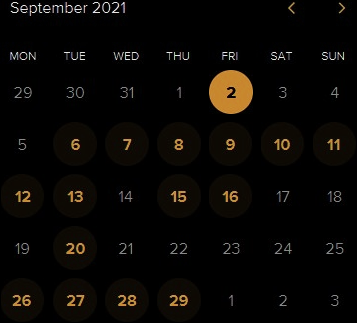 September 2021
MON TUE WED THU FRI SAT SUN
29 30 31 1 2 3 4
5 6 7 8 9 10 11
12 13 14 15 16 17 18
19 20 21 22 23 24 25
26 27 28 29 1 2 3